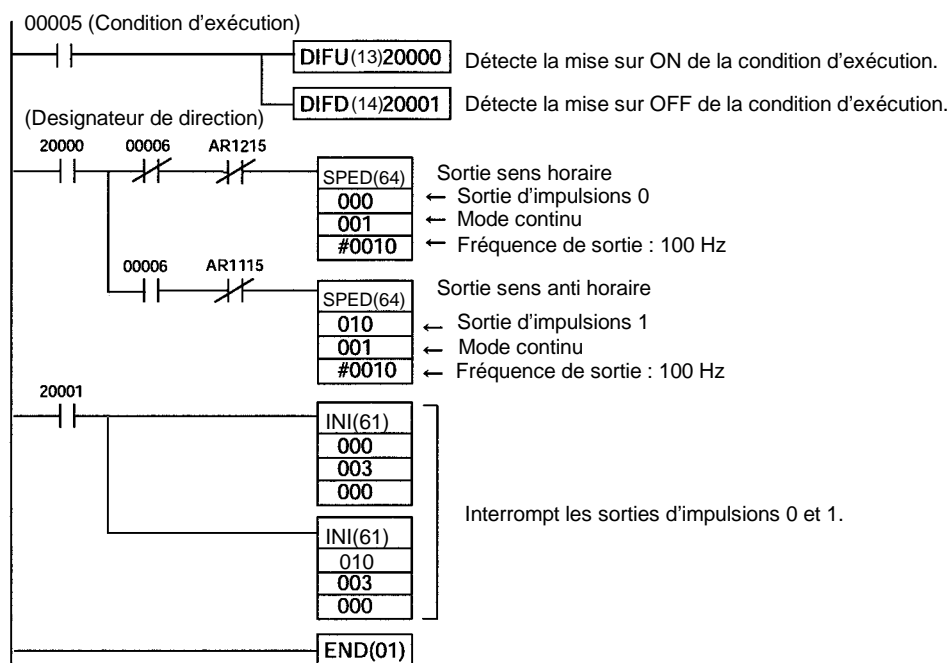 00005 (Condition d'exécution)
DIFU(13)20000 Détecte la mise sur ON de la condition d'exécution.
DIFD(14)20001 Détecte la mise sur OFF de la condition d'exécution.
(Designateur de direction)
20000 00006 AR1215
SPED(64) Sortie sens horaire
000 ← Sortie d'impulsions 0
001 ← Mode continu
#0010 ← Fréquence de sortie : 100 Hz
00006 AR1115
SPED(64) Sortie sens anti horaire
010 ← Sortie d'impulsions 1
001 ← Mode continu
#0010 ← Fréquence de sortie : 100 Hz
20001
INI(61)
000
003
000
Interrompt les sorties d'impulsions 0 et 1.
INI(61)
010
003
000
END(01)